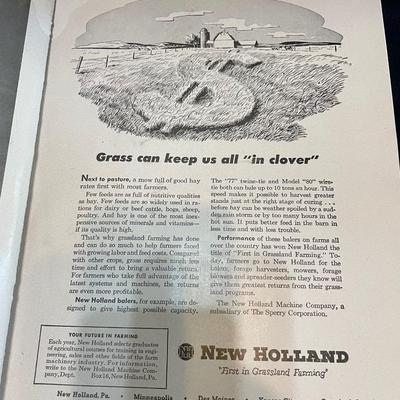 Grass can keep us all "in clover"
Next to pasture, a mow full of good hay
rates first with most farmers.
Few feeds are as full of nutritive qualities
as hay. Few feeds are so widely used in ra-
tions for dairy or beef cattle, hogs, sheep,
poultry. And hay is one of the most inex-
pensive sources of minerals and vitamins—
if its quality is high.
That's why grassland farming has done
and can do so much to help farmers faced
with growing labor and feed costs. Compared
with other crops, grass requires much less
time and effort to bring a valuable return.
For farmers who take full advantage of the
latest systems and machines, the returns
are even more profitable.
New Holland balers, for example, are de-
signed to give highest possible capacity.
The "77" twine-tie and Model "80" wire-
tie both can bale up to 10 tons an hour. This
speed makes it possible to harvest greater
stands just at the right stage of curing . . .
before hay can be weather spoiled by a sud-
den rain storm or by too many hours in the
hot sun. It puts better feed in the barn in
less time and with less trouble.
Performance of these balers on farms all
over the country has won New Holland the
title of "First in Grassland Farming." To-
day, farmers go to New Holland for the
balers, forage harvesters, mowers, forage
blowers and spreader-seeders they know will
give them greatest returns from their grass-
land programs.
The New Holland Machine Company, a
subsidiary of The Sperry Corporation.
YOUR FUTURE IN FARMING
Each year, New Holland selects graduates
of agricultural courses for training in engi-
neering, sales and other fields of the farm
machinery industry. For information,
write to the New Holland Machine Com-
pany, Dept. Box 16, New Holland, Pa.
NH
NEW HOLLAND
"First in Grassland Farming"
New Holland, Pa. • Minneapolis • Des Moines • Kansas City